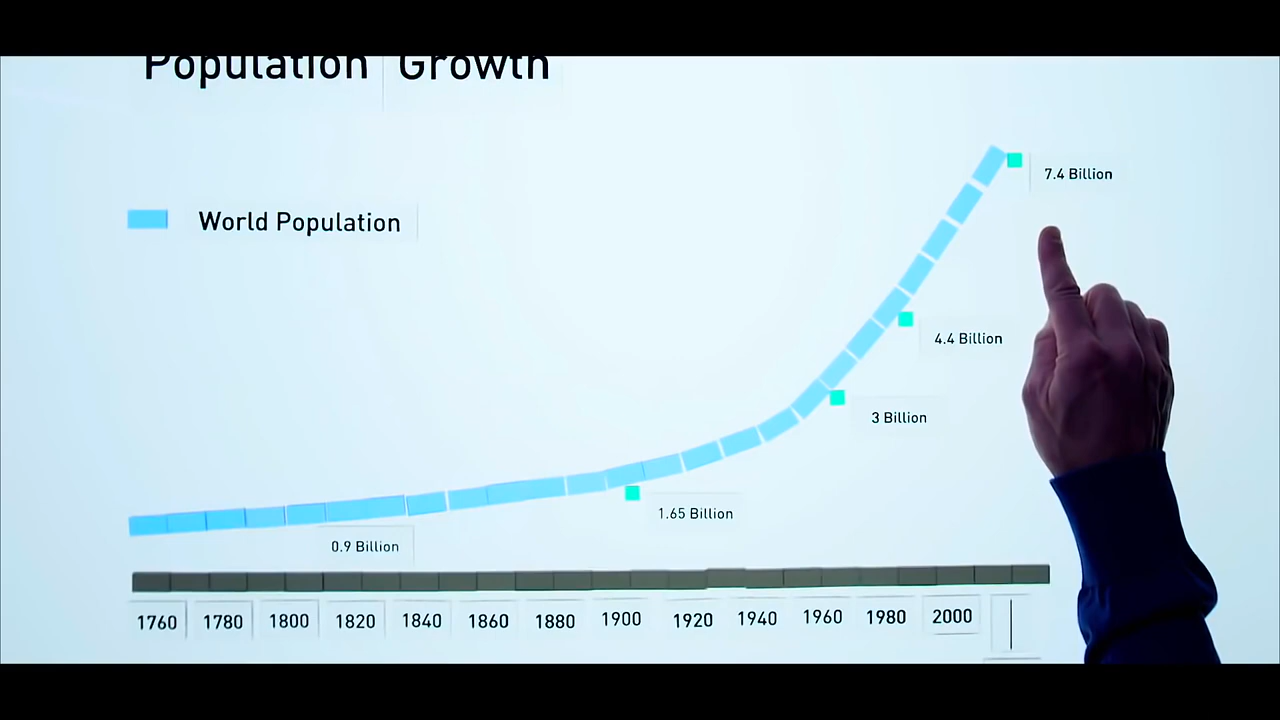 Population Growth
7.4 Billion
World Population
4.4 Billion
3 Billion
1.65 Billion
0.9 Billion
1760 1780 1800 1820 1840 1860 1880 1900 1920 1940 1960 1980 2000